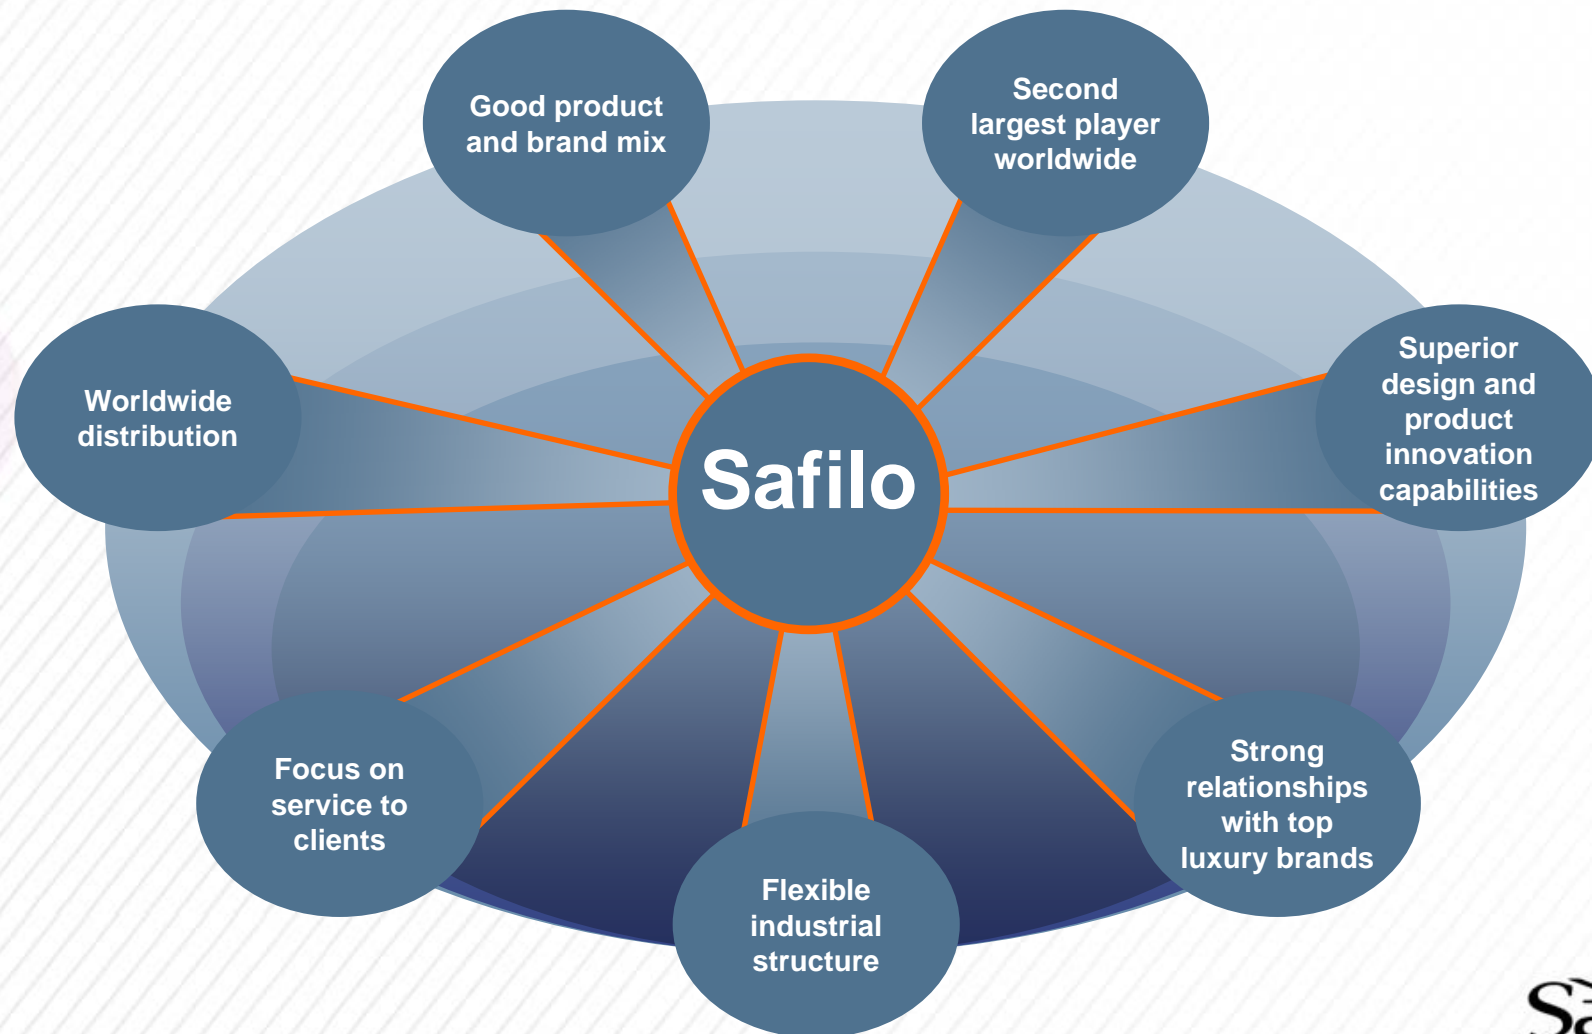 Good product
and brand mix
Second
largest player
worldwide
Worldwide
distribution
Superior
design and
product
innovation
capabilities
Safilo
Focus on
service to
clients
Strong
relationships
with top
luxury brands
Flexible
industrial
structure